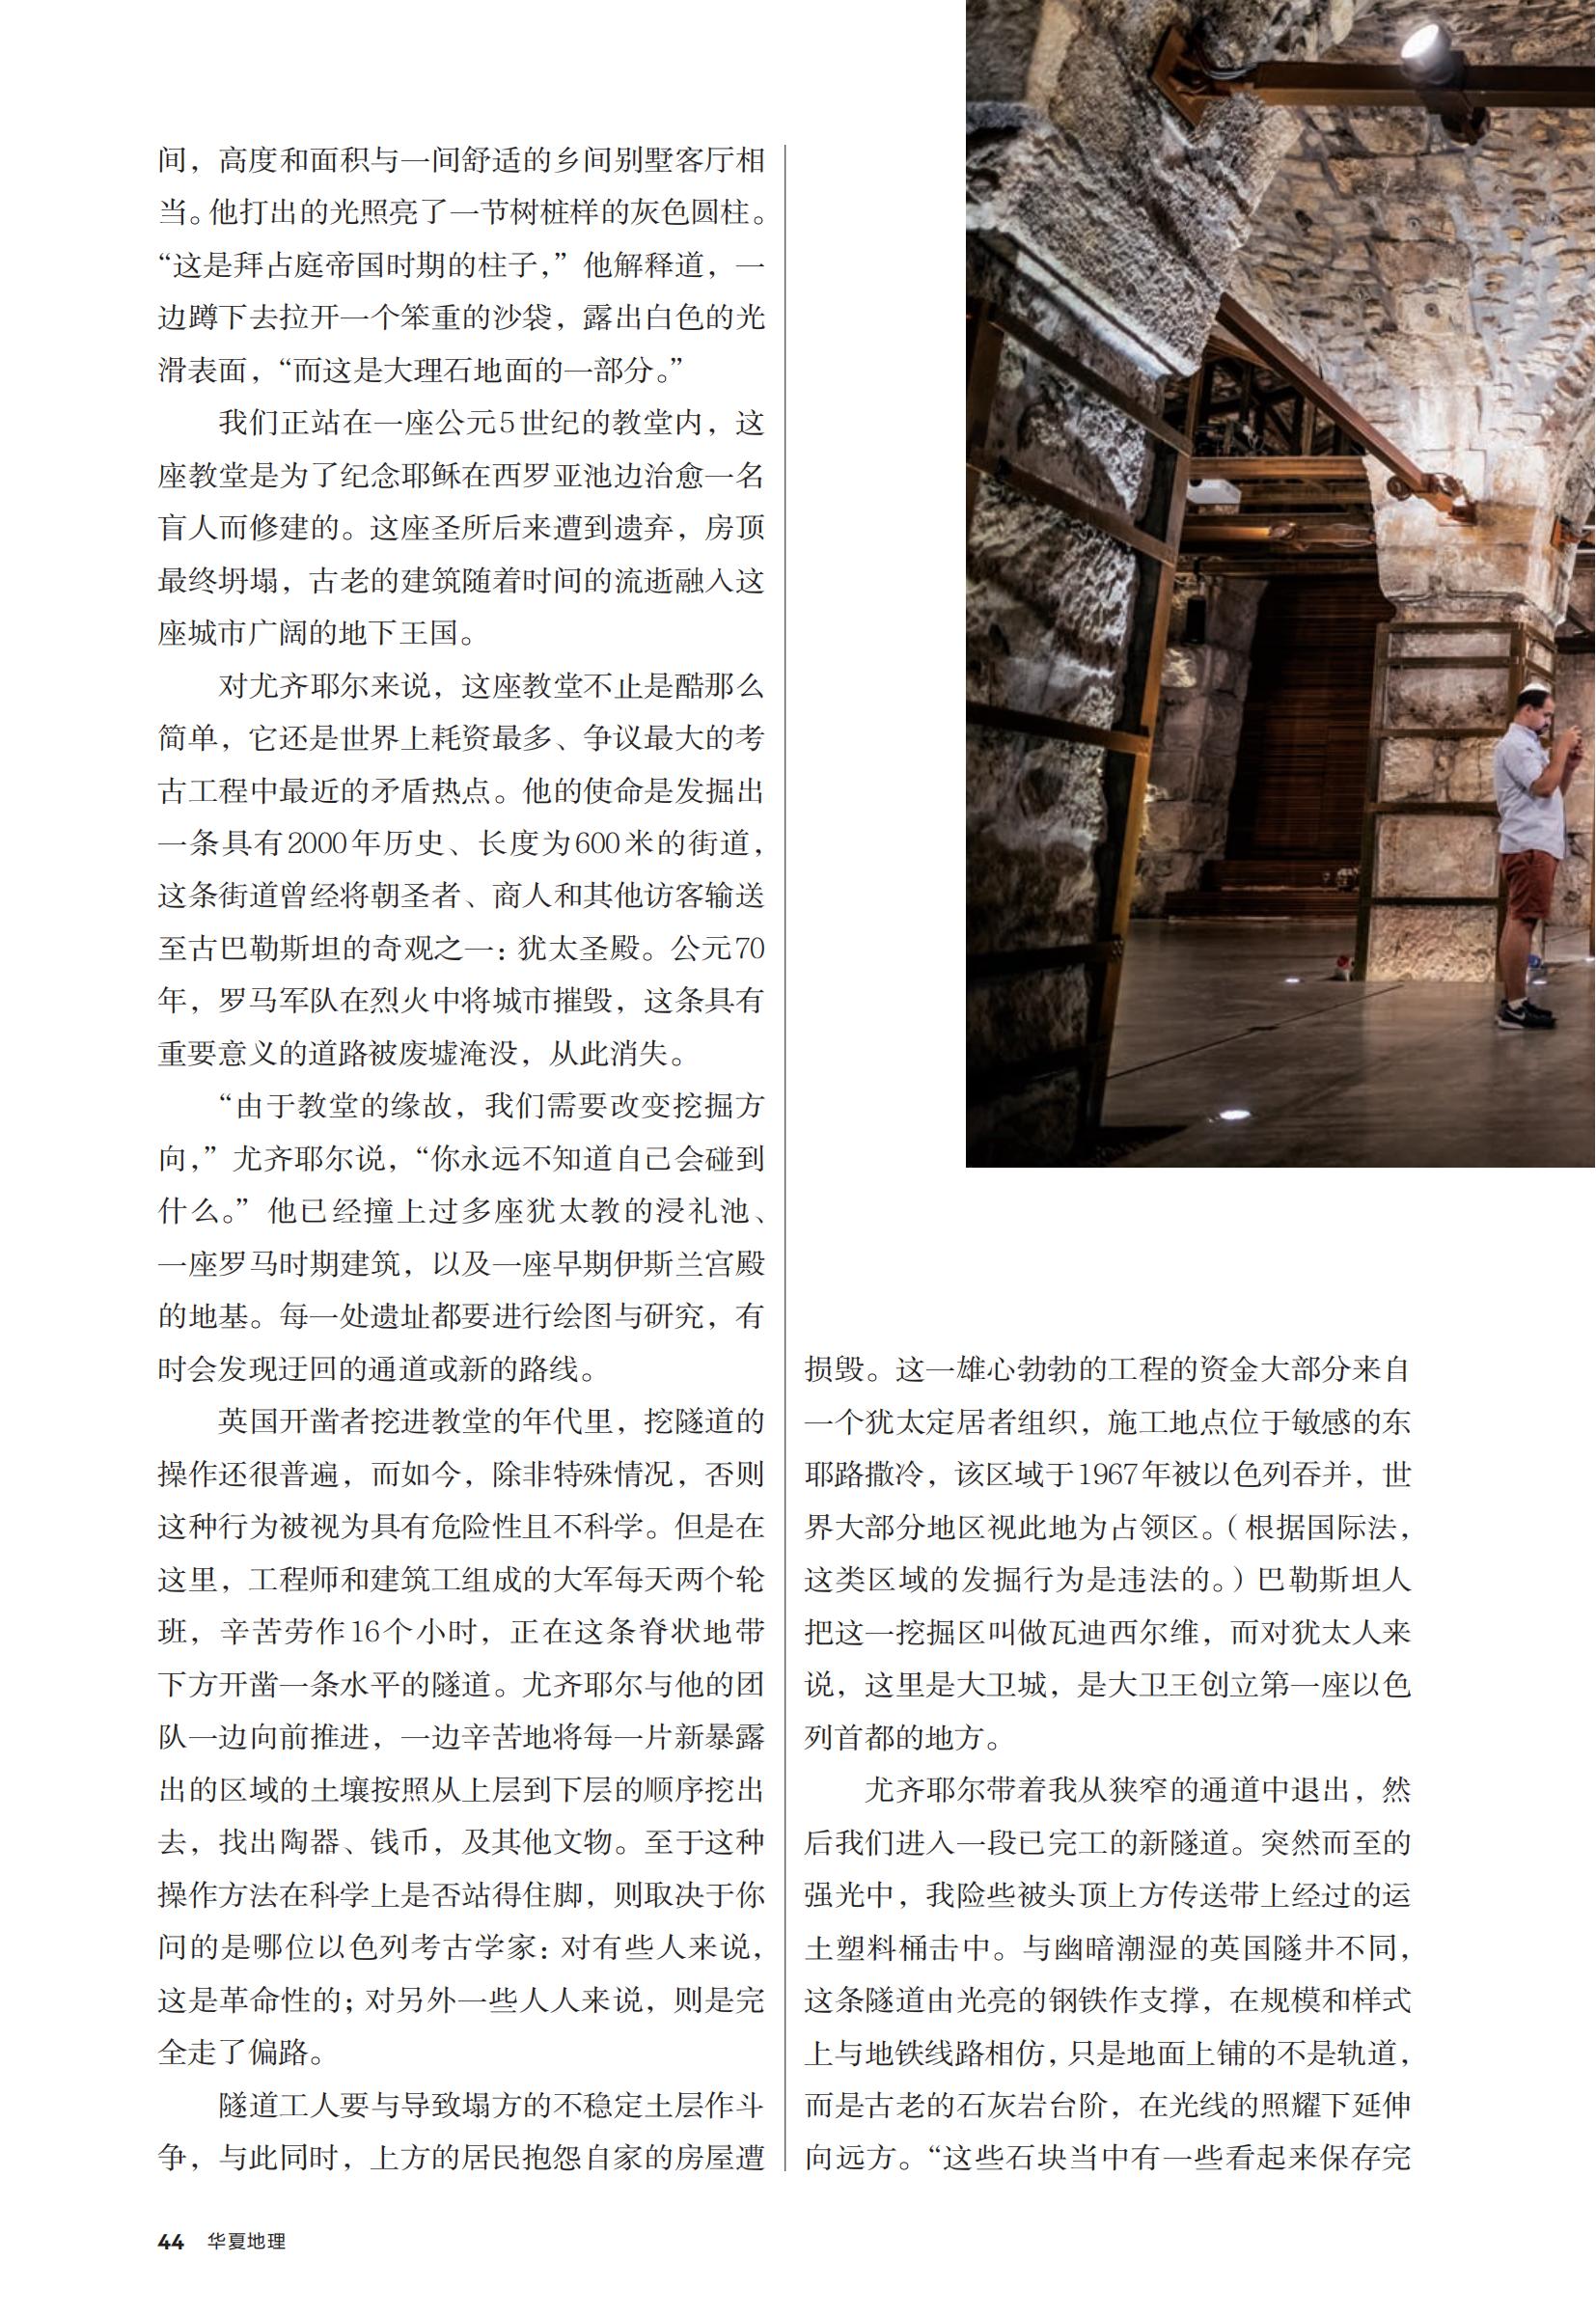 间，高度和面积与一间舒适的乡间别墅客厅相
当。他打出的光照亮了一节树桩样的灰色圆柱。
“这是拜占庭帝国时期的柱子，”他解释道，一
边蹲下去拉开一个笨重的沙袋，露出白色的光
滑表面，“而这是大理石地面的一部分。”
我们正站在一座公元5世纪的教堂内，这
座教堂是为了纪念耶稣在西罗亚池边治愈一名
盲人而修建的。这座圣所后来遭到遗弃，房顶
最终坍塌，古老的建筑随着时间的流逝融入这
座城市广阔的地下王国。
对尤齐耶尔来说，这座教堂不止是酷那么
简单，它还是世界上耗资最多、争议最大的考
古工程中最近的矛盾热点。他的使命是发掘出
一条具有2000年历史、长度为600米的街道，
这条街道曾经将朝圣者、商人和其他访客输送
至古巴勒斯坦的奇观之一：犹太圣殿。公元70
年，罗马军队在烈火中将城市摧毁，这条具有
重要意义的道路被废墟淹没，从此消失。
“由于教堂的缘故，我们需要改变挖掘方
向，”尤齐耶尔说，“你永远不知道自己会碰到
什么。”他已经撞上过多座犹太教的浸礼池、
一座罗马时期建筑，以及一座早期伊斯兰宫殿
的地基。每一处遗址都要进行绘图与研究，有
时会发现迂回的通道或新的路线。
英国开凿者挖进教堂的年代里，挖隧道的
操作还很普遍，而如今，除非特殊情况，否则
这种行为被视为具有危险性且不科学。但是在
这里，工程师和建筑工组成的大军每天两个轮
班，辛苦劳作16个小时，正在这条脊状地带
下方开凿一条水平的隧道。尤齐耶尔与他的团
队一边向前推进，一边辛苦地将每一片新暴露
出的区域的土壤按照从上层到下层的顺序挖出
去，找出陶器、钱币，及其他文物。至于这种
操作方法在科学上是否站得住脚，则取决于你
问的是哪位以色列考古学家：对有些人来说，
这是革命性的；对另外一些人人来说，则是完
全走了偏路。
隧道工人要与导致塌方的不稳定土层作斗
争，与此同时，上方的居民抱怨自家的房屋遭
损毁。这一雄心勃勃的工程的资金大部分来自
一个犹太定居者组织，施工地点位于敏感的东
耶路撒冷，该区域于1967年被以色列吞并，世
界大部分地区视此地为占领区。（根据国际法，
这类区域的发掘行为是违法的。）巴勒斯坦人
把这一挖掘区叫做瓦迪西尔维，而对犹太人来
说，这里是大卫城，是大卫王创立第一座以色
列首都的地方。
尤齐耶尔带着我从狭窄的通道中退出，然
后我们进入一段已完工的新隧道。突然而至的
强光中，我险些被头顶上方传送带上经过的运
土塑料桶击中。与幽暗潮湿的英国隧井不同，
这条隧道由光亮的钢铁作支撑，在规模和样式
上与地铁线路相仿，只是地面上铺的不是轨道，
而是古老的石灰岩台阶，在光线的照耀下延伸
向远方。“这些石块当中有一些看起来保存完
44 华夏地理